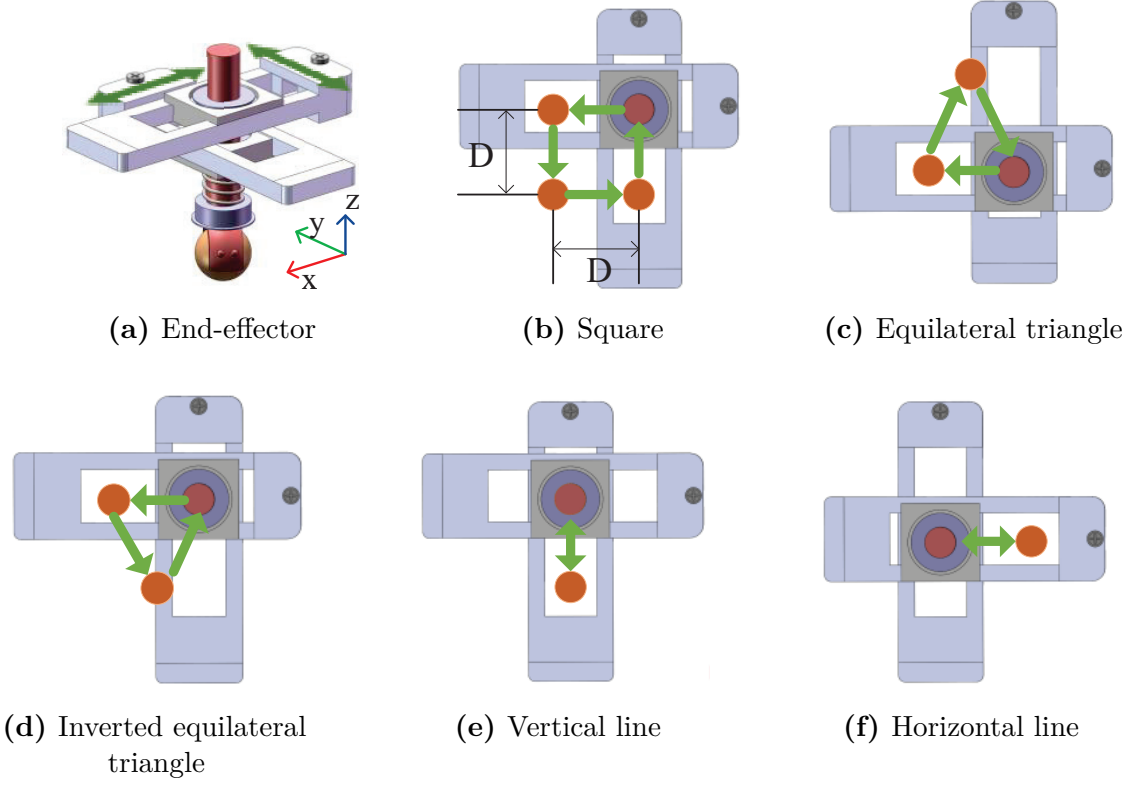 z
y
x
D
D
(a) End-effector
(b) Square
(c) Equilateral triangle
(d) Inverted equilateral
triangle
(e) Vertical line
(f) Horizontal line